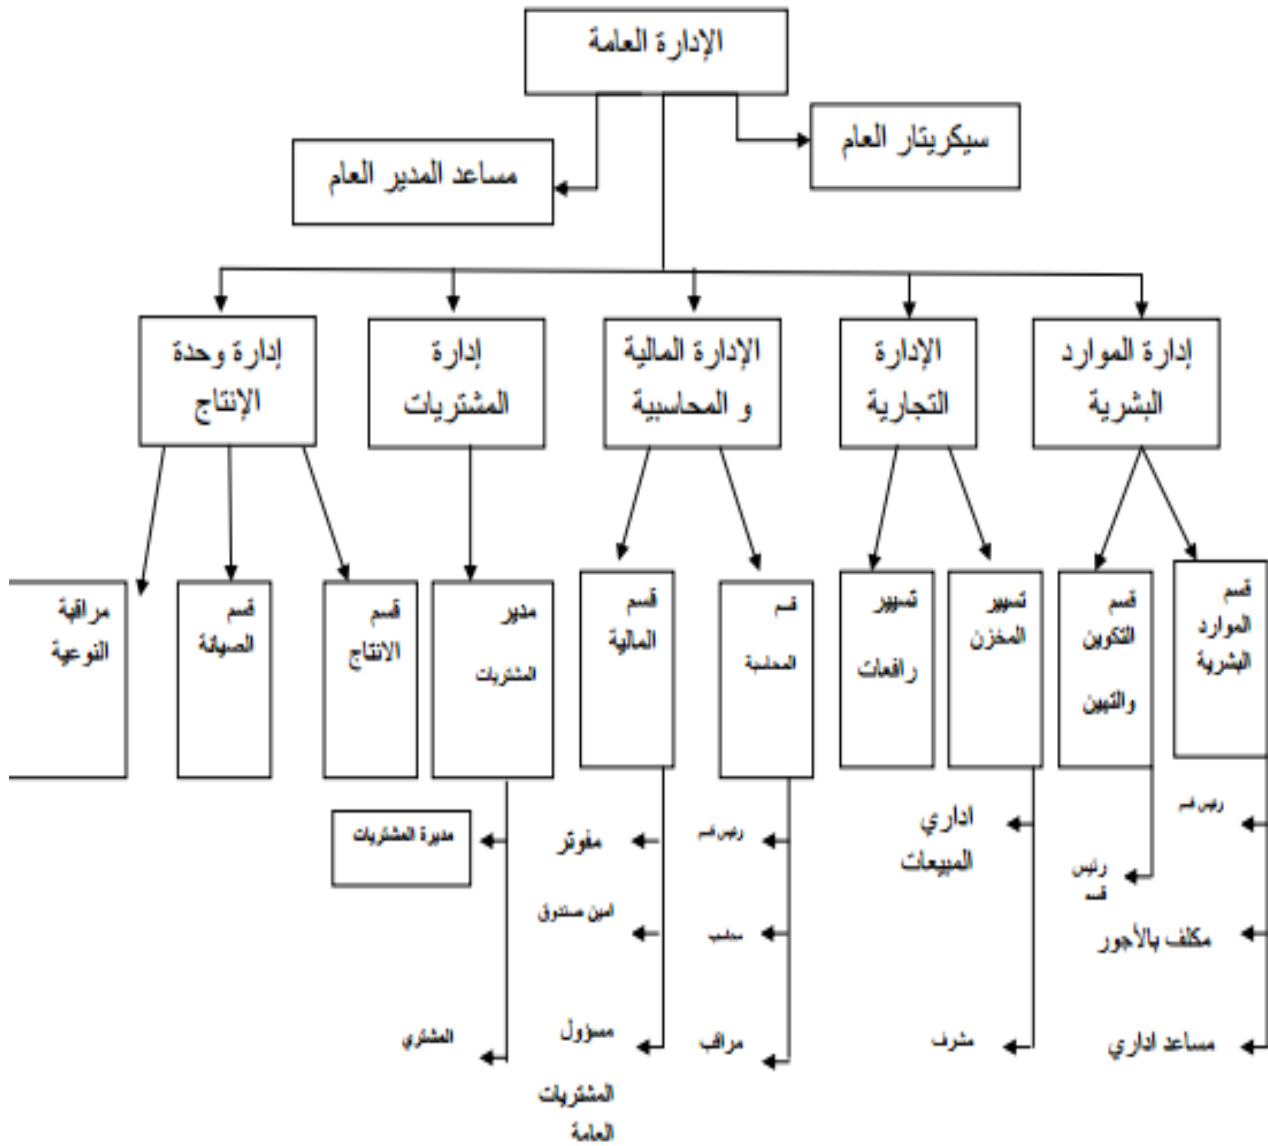 الإدارة العامة
سيكريتار العام
مساعد المدير العام
إدارة الموارد
البشرية
الإدارة
التجارية
الإدارة المالية
و المحاسبية
إدارة
المشتريات
إدارة وحدة
الإنتاج
قسم
الموارد
البشرية
قسم
التكوين
والتهين
تسيير
المخزن
تسيير
رافعات
قسم
المحاسبة
قسم
المالية
مدير
المشتريات
قسم
الانتاج
قسم
الصيانة
مراقبة
النوعية
رئيس قسم
مكلف بالأجور
مساعد اداري
رئيس
قسم
اداري
المبيعات
مشرف
رئيس قسم
محاسب
مراقب
مفوتر
امين صندوق
مسؤول
المشتريات
العامة
مديرة المشتريات
المشتري